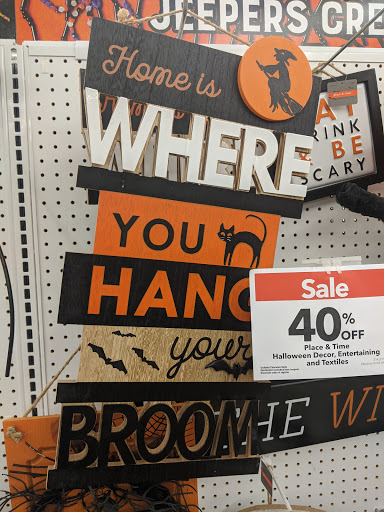 JEEPERS CRE
Home is
WHERE
YOU
HANG
your
BROOM
Sale
40% OFF
Place & Time
Halloween Decor, Entertaining
and Textiles
AT
RINK
& BE
CARY
HE WI